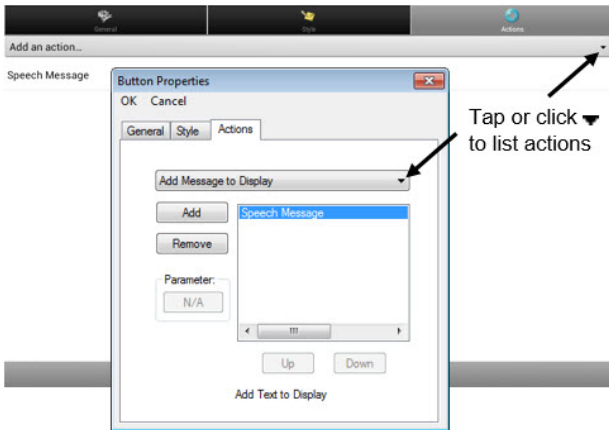 General Style Actions
Add an action...
Speech Message
Button Properties
OK Cancel
General Style Actions
Add Message to Display
Add
Speech Message
Remove
Parameter:
N/A
Up Down
Add Text to Display
Tap or click
to list actions